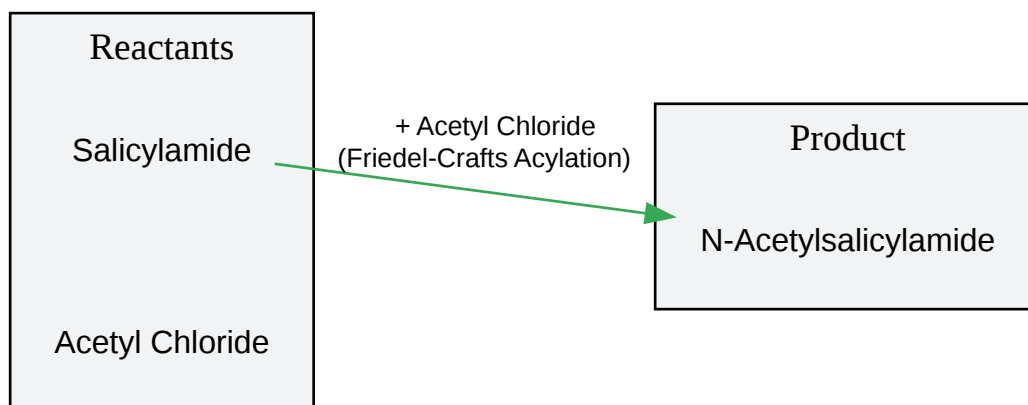 Reactants
Salicylamide
Acetyl Chloride
+ Acetyl Chloride
(Friedel-Crafts Acylation)
Product
N-Acetylsalicylamide